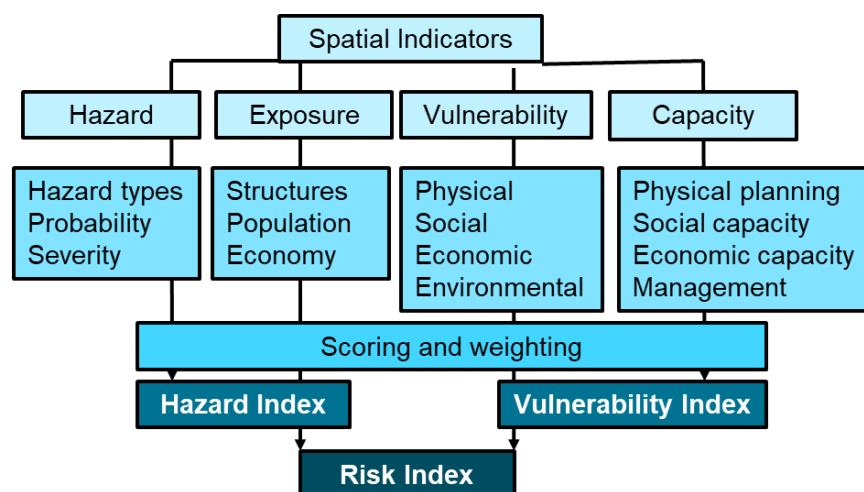 Spatial Indicators
Hazard
Exposure
Vulnerability
Capacity
Hazard types
Probability
Severity
Structures
Population
Economy
Physical
Social
Economic
Environmental
Physical planning
Social capacity
Economic capacity
Management
Scoring and weighting
Hazard Index
Vulnerability Index
Risk Index